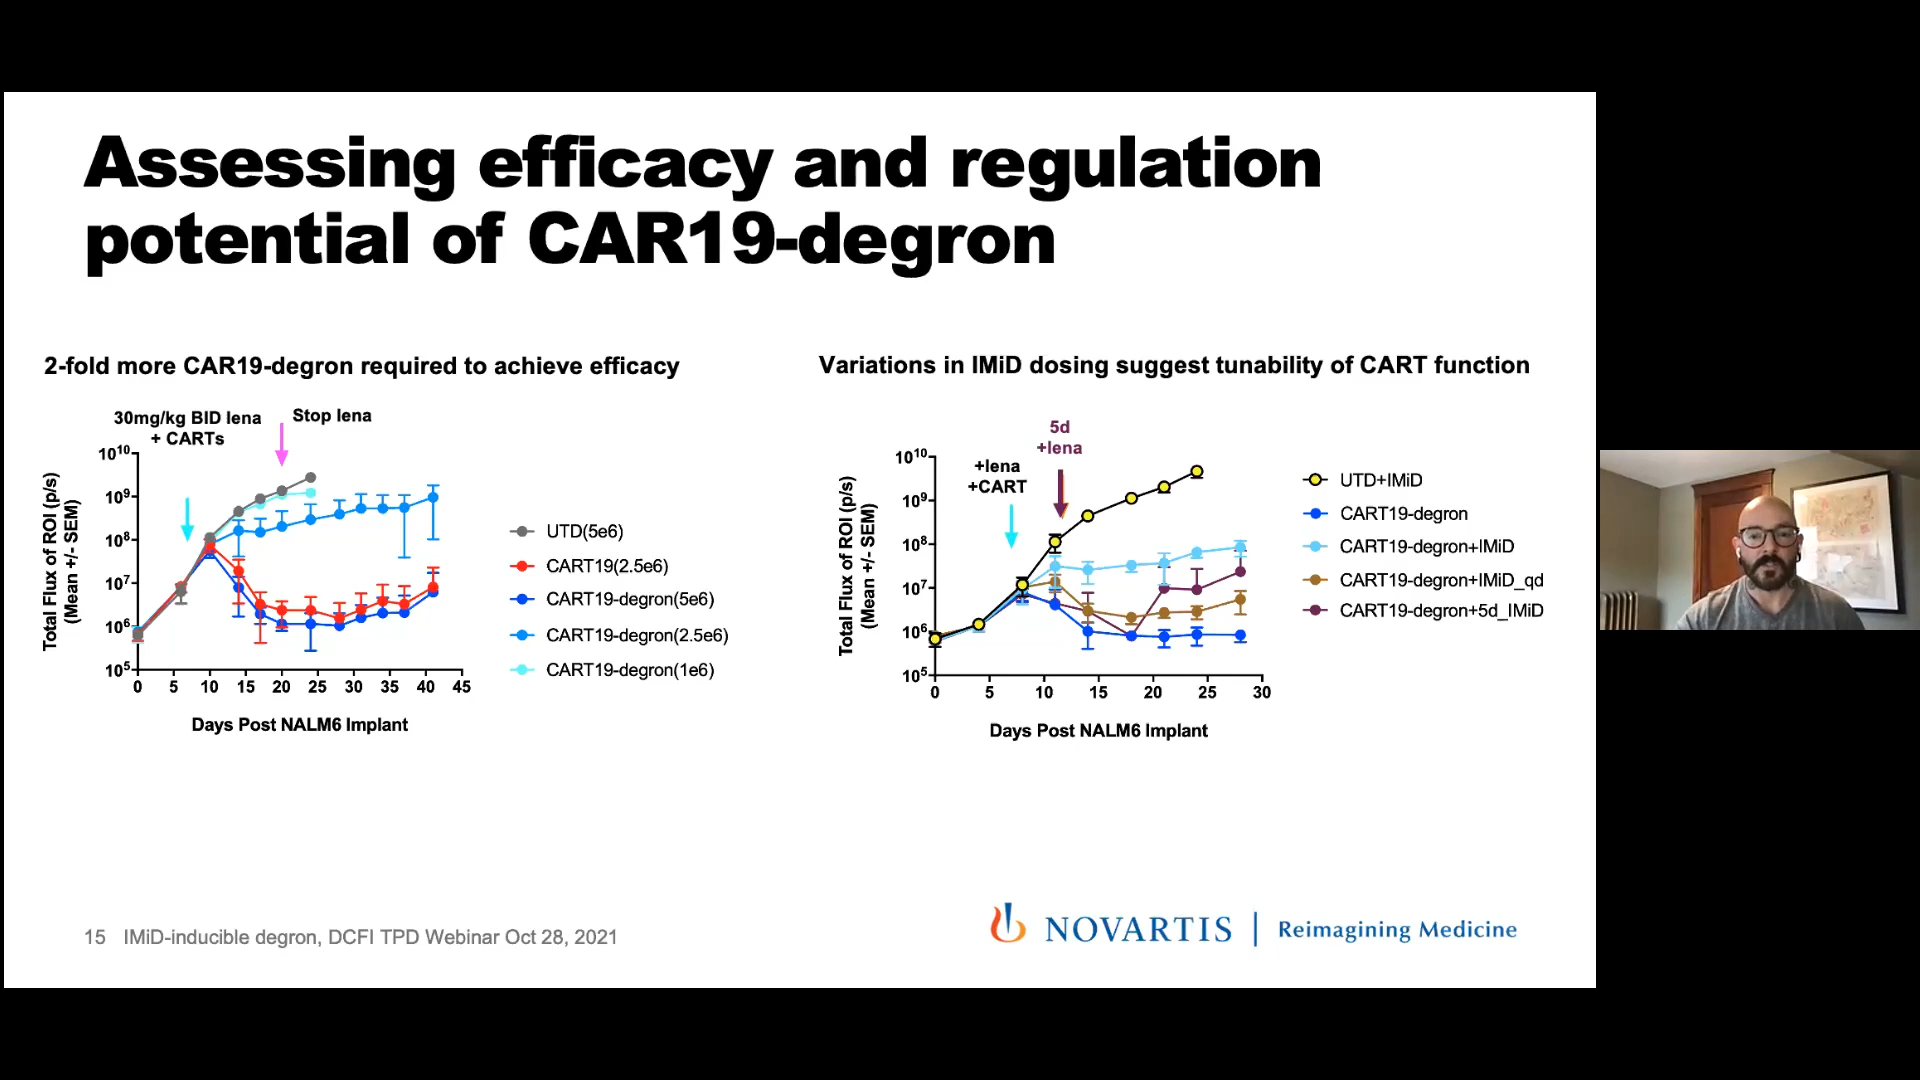 Assessing efficacy and regulation
potential of CAR19-degron
2-fold more CAR19-degron required to achieve efficacy
30mg/kg BID lena
+ CARTs
Stop lena
Total Flux of ROI (p/s)
(Mean +/- SEM)
10^10
10^9
10^8
10^7
10^6
10^5
0 5 10 15 20 25 30 35 40 45
Days Post NALM6 Implant
UTD(5e6)
CART19(2.5e6)
CART19-degron(5e6)
CART19-degron(2.5e6)
CART19-degron(1e6)
Variations in IMiD dosing suggest tunability of CART function
5d
+lena
+lena
+CART
Total Flux of ROI (p/s)
(Mean +/- SEM)
10^10
10^9
10^8
10^7
10^6
10^5
0 5 10 15 20 25 30
Days Post NALM6 Implant
UTD+IMiD
CART19-degron
CART19-degron+IMiD
CART19-degron+IMiD_qd
CART19-degron+5d_IMiD
15 IMiD-inducible degron, DCFI TPD Webinar Oct 28, 2021
NOVARTIS | Reimagining Medicine